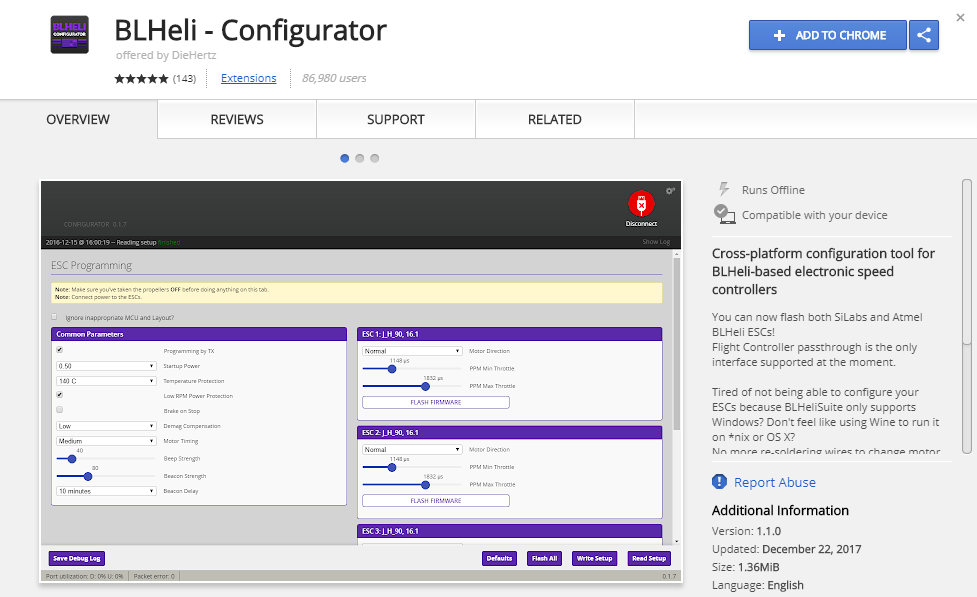 BLHELI
CONFIGURATOR
BLHeli - Configurator
offered by DieHertz
(143)
Extensions
86,980 users
ADD TO CHROME
OVERVIEW
REVIEWS
SUPPORT
RELATED
CONFIGURATOR 0.1.7
Disconnect
2016-12-15 @ 16:00:19 -- Reading setup finished
Show Log
ESC Programming
Note: Make sure you've taken the propellers OFF before doing anything on this tab.
Note: Connect power to the ESCs.
Ignore inappropriate MCU and Layout?
Common Parameters
Programming by TX
0.50 Startup Power
140 C Temperature Protection
Low RPM Power Protection
Brake on Stop
Low Demag Compensation
Medium Motor Timing
40
Beep Strength
80
Beacon Strength
10 minutes Beacon Delay
ESC 1: J_H_90, 16.1
Normal Motor Direction
1148 µs
PPM Min Throttle
1832 µs
PPM Max Throttle
FLASH FIRMWARE
ESC 2: J_H_90, 16.1
Normal Motor Direction
1148 µs
PPM Min Throttle
1832 µs
PPM Max Throttle
FLASH FIRMWARE
ESC 3: J_H_90, 16.1
Save Debug Log
Defaults
Flash All
Write Setup
Read Setup
Port utilization: D: 0% U: 0%
Packet error: 0
0.1.7
Runs Offline
Compatible with your device
Cross-platform configuration tool for
BLHeli-based electronic speed
controllers
You can now flash both SiLabs and Atmel
BLHeli ESCs!
Flight Controller passthrough is the only
interface supported at the moment.
Tired of not being able to configure your
ESCs because BLHeliSuite only supports
Windows? Don't feel like using Wine to run it
on *nix or OS X?
No more re-soldering wires to change motor
Report Abuse
Additional Information
Version: 1.1.0
Updated: December 22, 2017
Size: 1.36MiB
Language: English